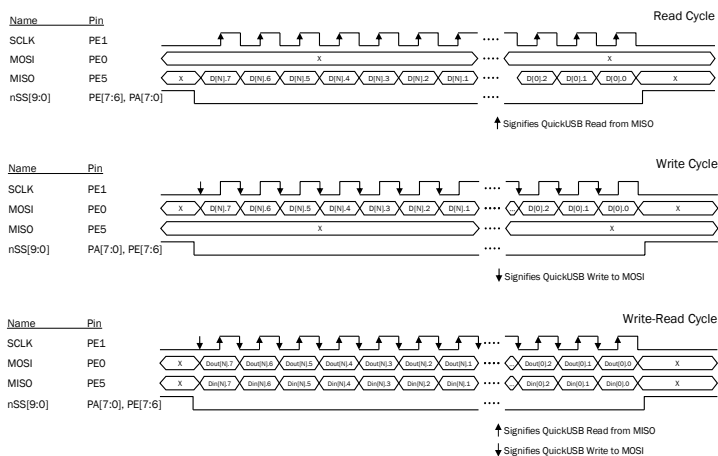 Read Cycle
Name Pin
SCLK PE1
MOSI PE0 X X
MISO PE5 X D[N].7 D[N].6 D[N].5 D[N].4 D[N].3 D[N].2 D[N].1 D[0].2 D[0].1 D[0].0 X
nSS[9:0] PE[7:6], PA[7:0]
Signifies QuickUSB Read from MISO
Write Cycle
Name Pin
SCLK PE1
MOSI PE0 X D[N].7 D[N].6 D[N].5 D[N].4 D[N].3 D[N].2 D[N].1 ... D[0].2 D[0].1 D[0].0 X
MISO PE5 X X
nSS[9:0] PA[7:0], PE[7:6]
Signifies QuickUSB Write to MOSI
Write-Read Cycle
Name Pin
SCLK PE1
MOSI PE0 X Dout[N].7 Dout[N].6 Dout[N].5 Dout[N].4 Dout[N].3 Dout[N].2 Dout[N].1 ... Dout[0].2 Dout[0].1 Dout[0].0 X
MISO PE5 X Din[N].7 Din[N].6 Din[N].5 Din[N].4 Din[N].3 Din[N].2 Din[N].1 ... Din[0].2 Din[0].1 Din[0].0 X
nSS[9:0] PA[7:0], PE[7:6]
Signifies QuickUSB Read from MISO
Signifies QuickUSB Write to MOSI